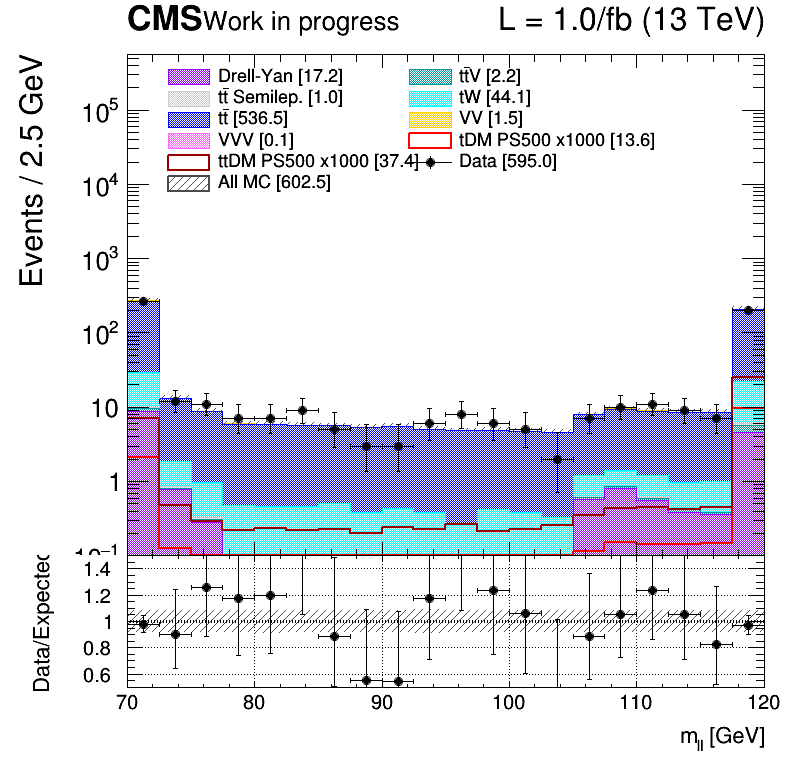 CMS Work in progress L = 1.0/fb (13 TeV)
Events / 2.5 GeV
Drell-Yan [17.2] tt̄V [2.2]
tt̄ Semilep. [1.0] tW [44.1]
tt̄ [536.5] VV [1.5]
VVV [0.1] tDM PS500 x1000 [13.6]
ttDM PS500 x1000 [37.4] Data [595.0]
All MC [602.5]
10⁵
10⁴
10³
10²
10
1
10⁻¹
Data/Expected
1.4
1.2
1
0.8
0.6
70 80 90 100 110 120
m_ll [GeV]